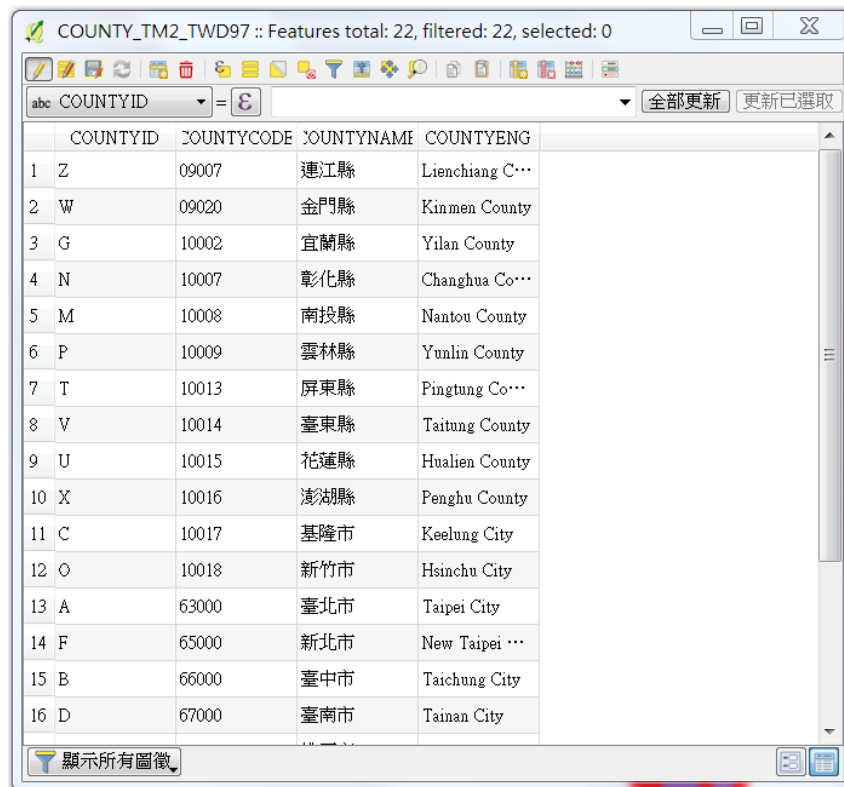 COUNTY_TM2_TWD97 :: Features total: 22, filtered: 22, selected: 0
abc COUNTYID = ε 全部更新 更新已選取
COUNTYID COUNTYCODE COUNTYNAME COUNTYENG
1 Z 09007 連江縣 Lienchiang C…
2 W 09020 金門縣 Kinmen County
3 G 10002 宜蘭縣 Yilan County
4 N 10007 彰化縣 Changhua Co…
5 M 10008 南投縣 Nantou County
6 P 10009 雲林縣 Yunlin County
7 T 10013 屏東縣 Pingtung Co…
8 V 10014 臺東縣 Taitung County
9 U 10015 花蓮縣 Hualien County
10 X 10016 澎湖縣 Penghu County
11 C 10017 基隆市 Keelung City
12 O 10018 新竹市 Hsinchu City
13 A 63000 臺北市 Taipei City
14 F 65000 新北市 New Taipei …
15 B 66000 臺中市 Taichung City
16 D 67000 臺南市 Tainan City
顯示所有圖徵